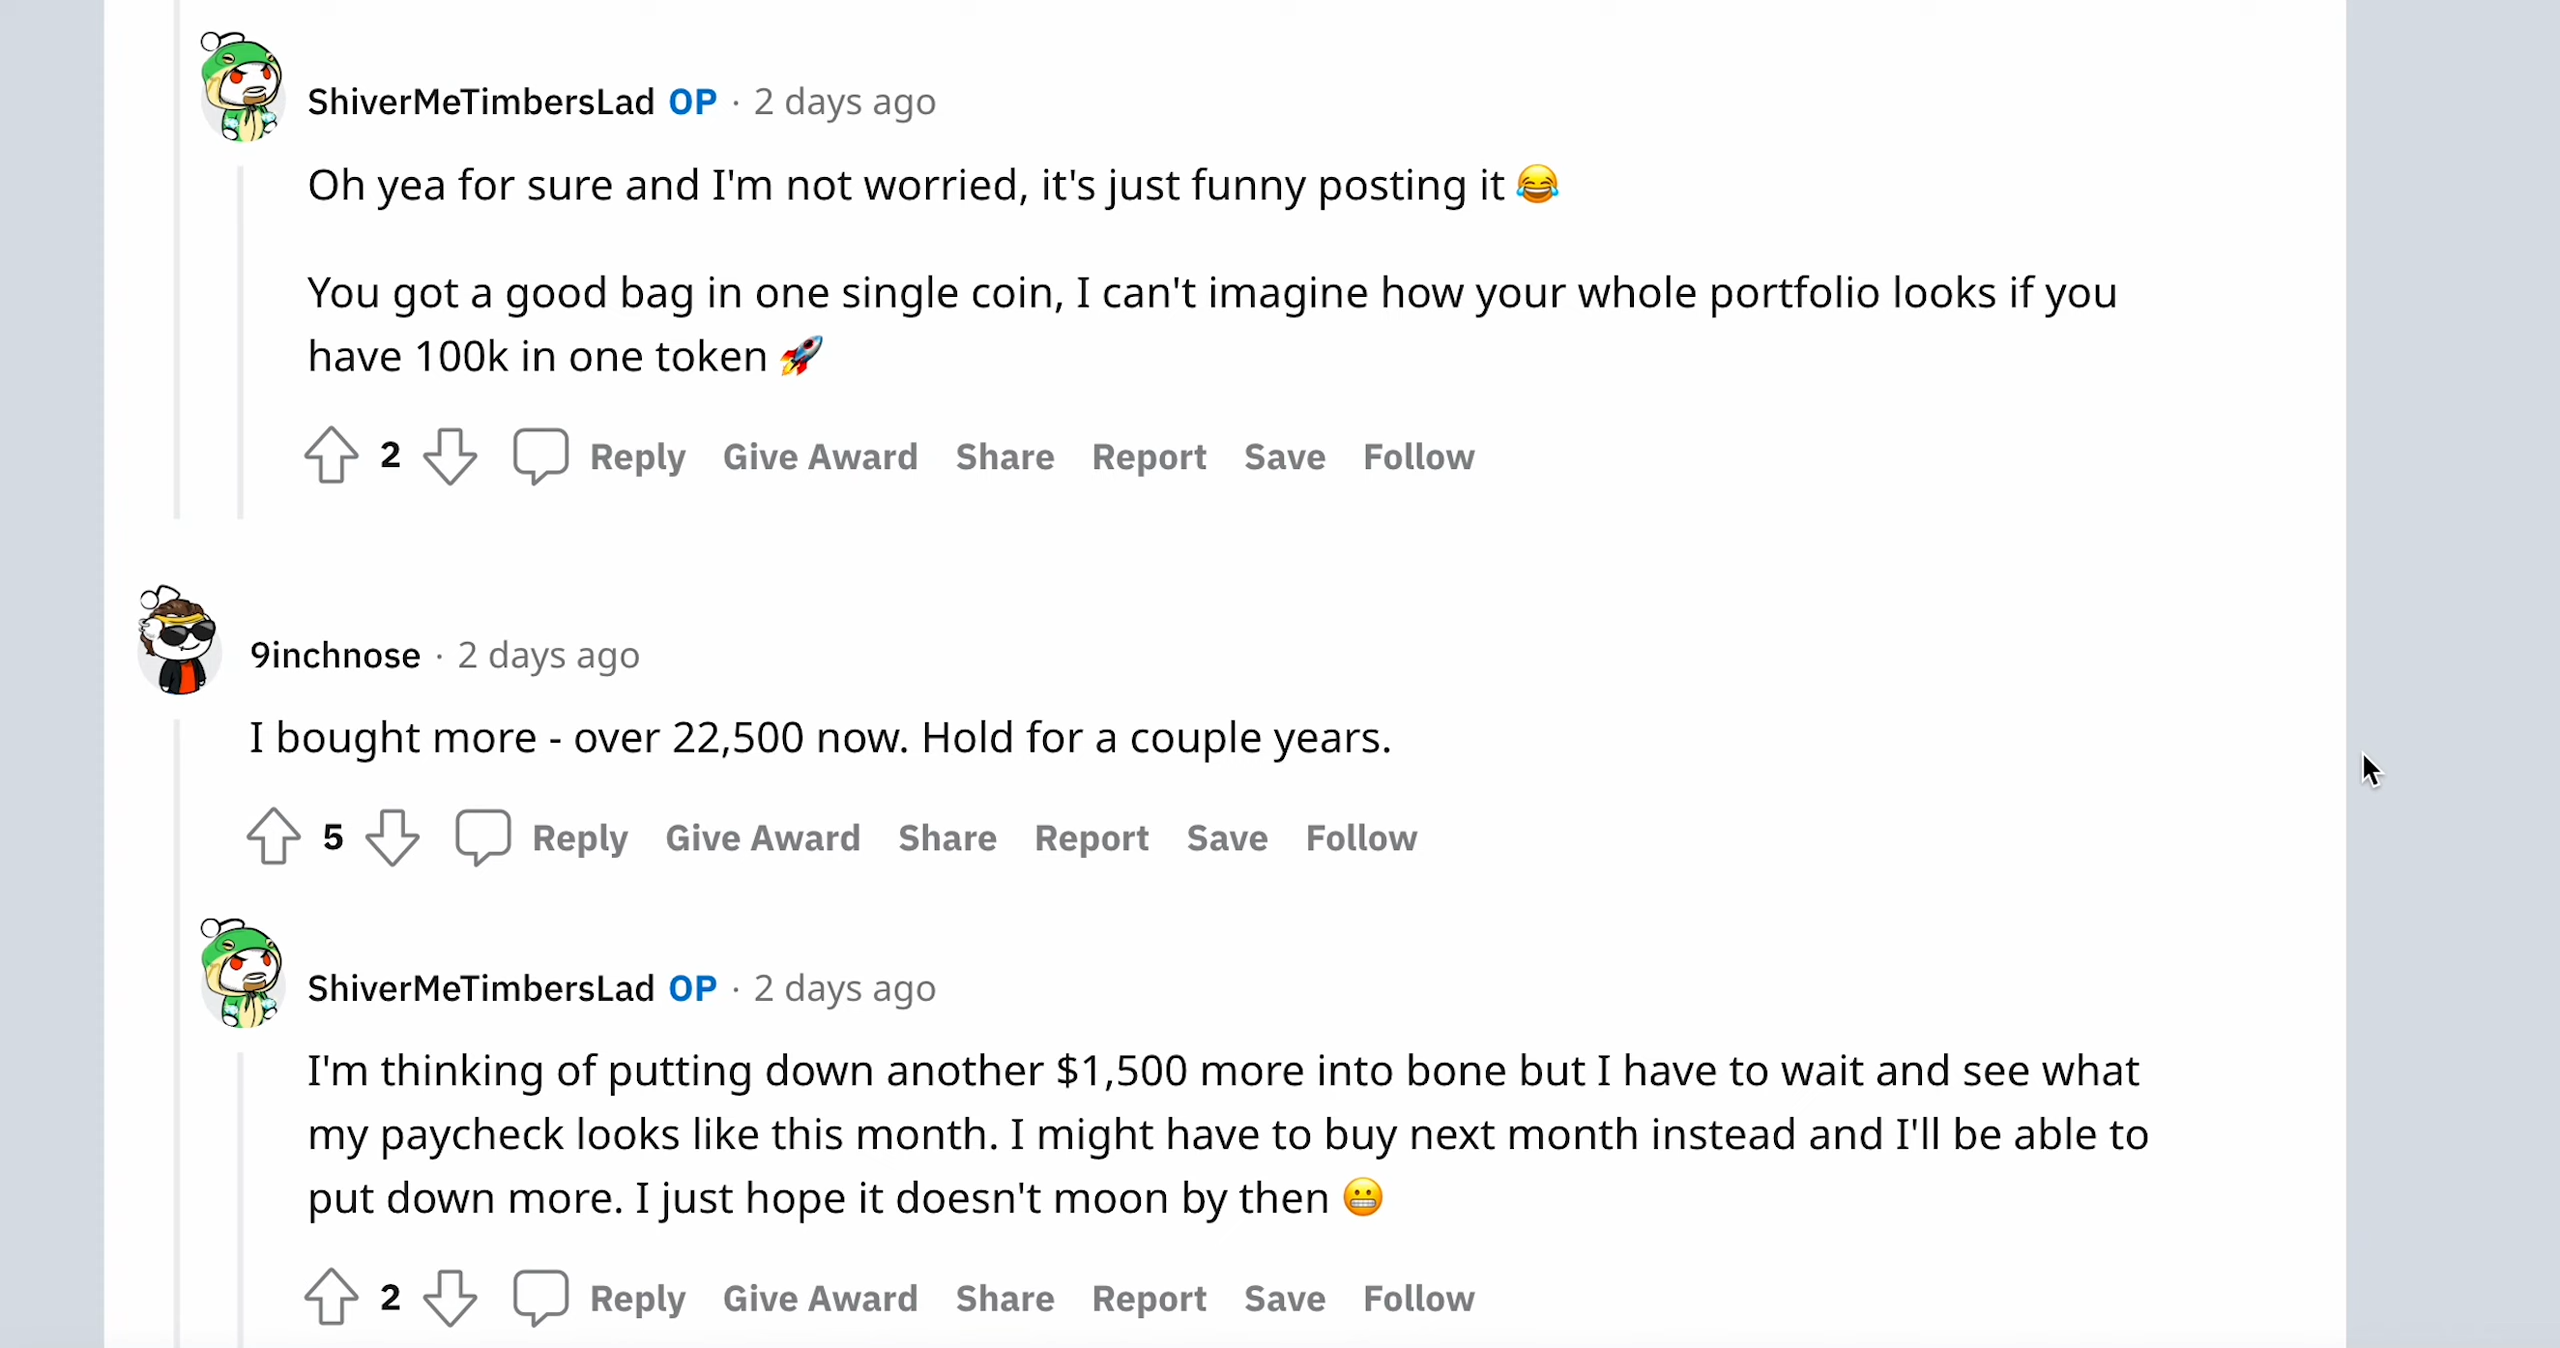 ShiverMeTimbersLad OP · 2 days ago
Oh yea for sure and I'm not worried, it's just funny posting it 😂
You got a good bag in one single coin, I can't imagine how your whole portfolio looks if you
have 100k in one token 🚀
2 Reply Give Award Share Report Save Follow
9inchnose · 2 days ago
I bought more - over 22,500 now. Hold for a couple years.
5 Reply Give Award Share Report Save Follow
ShiverMeTimbersLad OP · 2 days ago
I'm thinking of putting down another $1,500 more into bone but I have to wait and see what
my paycheck looks like this month. I might have to buy next month instead and I'll be able to
put down more. I just hope it doesn't moon by then 😬
2 Reply Give Award Share Report Save Follow